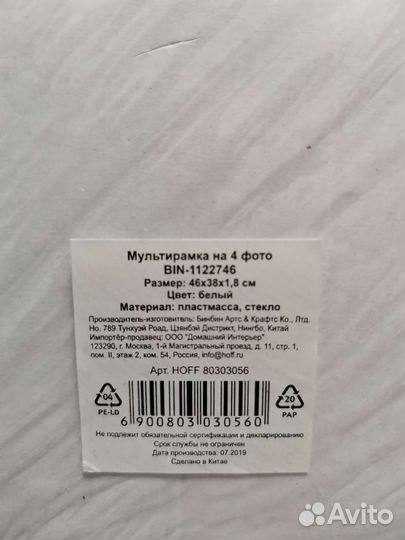 Мультирамка на 4 фото
BIN-1122746
Размер: 46х38х1,8 см
Цвет: белый
Материал: пластмасса, стекло
Производитель-изготовитель: Бинбин Артс & Крафтс Ко., Лтд.
Но. 789 Тунхуэй Роад, Цзянбэй Дистрикт, Нингбо, Китай
Импортёр-продавец: ООО "Домашний Интерьер"
123290, г. Москва, 1-й Магистральный проезд, д. 11, стр. 1,
пом. II, этаж 2, ком. 54, Россия, info@hoff.ru
Арт. HOFF 80303056
04
PE-LD
20
PAP
6 900803 030560
Не подлежит обязательной сертификации и декларированию
Срок службы не ограничен
Дата производства: 07.2019
Сделано в Китае
Avito